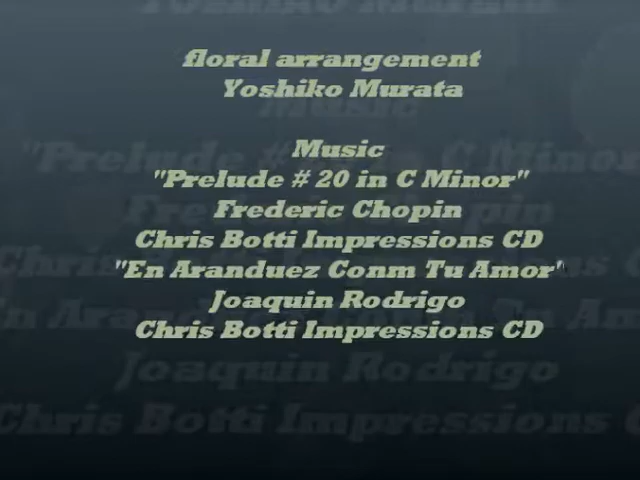 floral arrangement
Yoshiko Murata
Music
"Prelude # 20 in C Minor"
Frederic Chopin
Chris Botti Impressions CD
"En Aranduez Conm Tu Amor"
Joaquin Rodrigo
Chris Botti Impressions CD